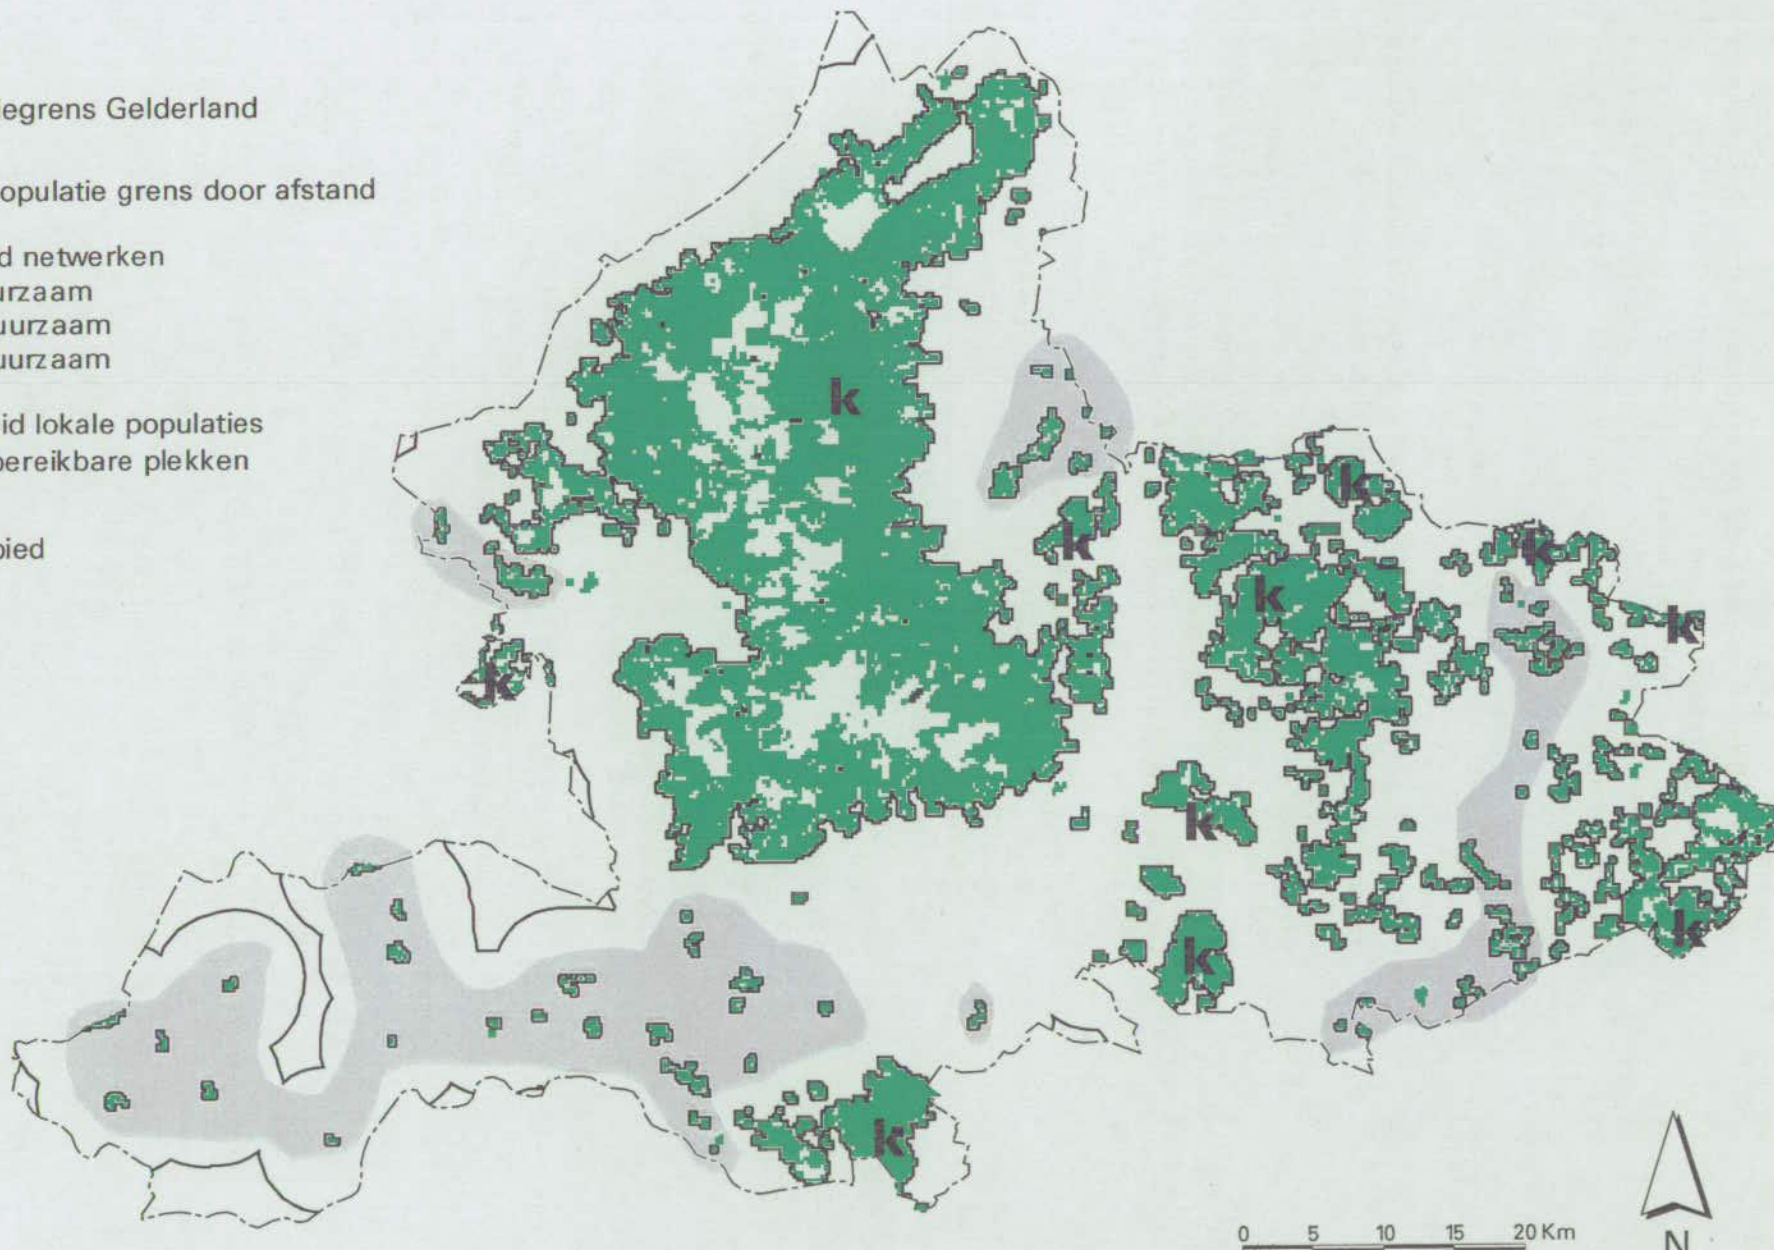 iegrens Gelderland
opulatie grens door afstand
d netwerken
urzaam
uurzaam
uurzaam
id lokale populaties
bereikbare plekken
bied
k
k
k
k
k
k
k
k
k
k
k
0 5 10 15 20 Km
N